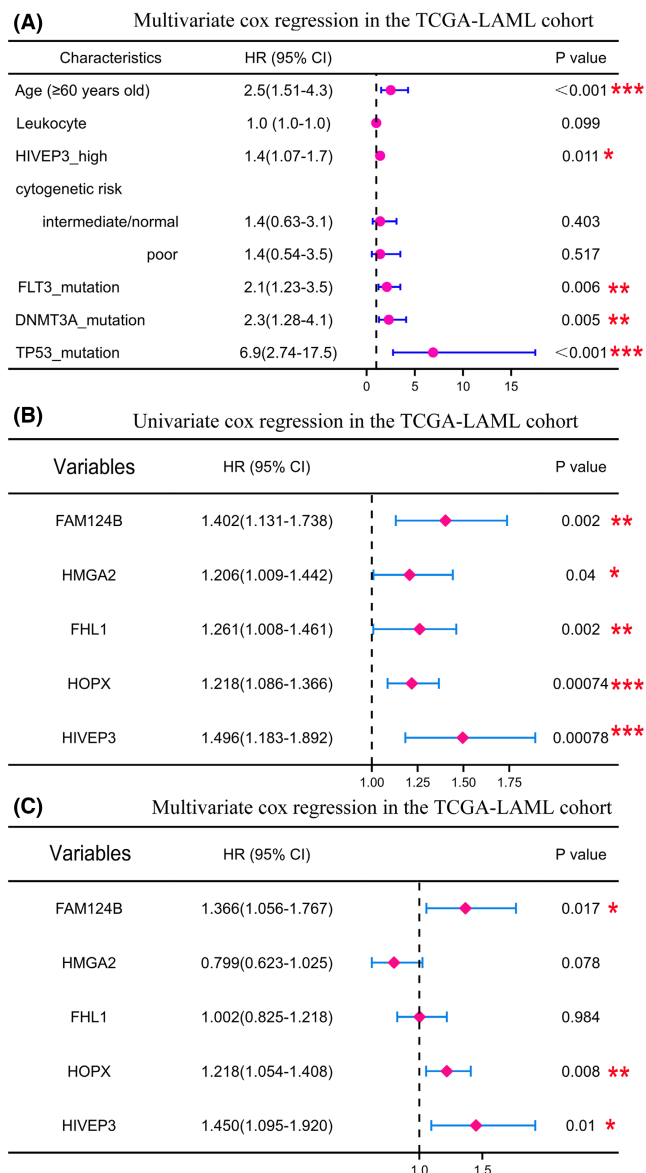 (A) Multivariate cox regression in the TCGA-LAML cohort
Characteristics HR (95% CI) P value
Age (≥60 years old) 2.5(1.51-4.3) <0.001 ***
Leukocyte 1.0 (1.0-1.0) 0.099
HIVEP3_high 1.4(1.07-1.7) 0.011 *
cytogenetic risk
intermediate/normal 1.4(0.63-3.1) 0.403
poor 1.4(0.54-3.5) 0.517
FLT3_mutation 2.1(1.23-3.5) 0.006 **
DNMT3A_mutation 2.3(1.28-4.1) 0.005 **
TP53_mutation 6.9(2.74-17.5) <0.001 ***
0 5 10 15
(B) Univariate cox regression in the TCGA-LAML cohort
Variables HR (95% CI) P value
FAM124B 1.402(1.131-1.738) 0.002 **
HMGA2 1.206(1.009-1.442) 0.04 *
FHL1 1.261(1.008-1.461) 0.002 **
HOPX 1.218(1.086-1.366) 0.00074 ***
HIVEP3 1.496(1.183-1.892) 0.00078 ***
1.00 1.25 1.50 1.75
(C) Multivariate cox regression in the TCGA-LAML cohort
Variables HR (95% CI) P value
FAM124B 1.366(1.056-1.767) 0.017 *
HMGA2 0.799(0.623-1.025) 0.078
FHL1 1.002(0.825-1.218) 0.984
HOPX 1.218(1.054-1.408) 0.008 **
HIVEP3 1.450(1.095-1.920) 0.01 *
1.0 1.5